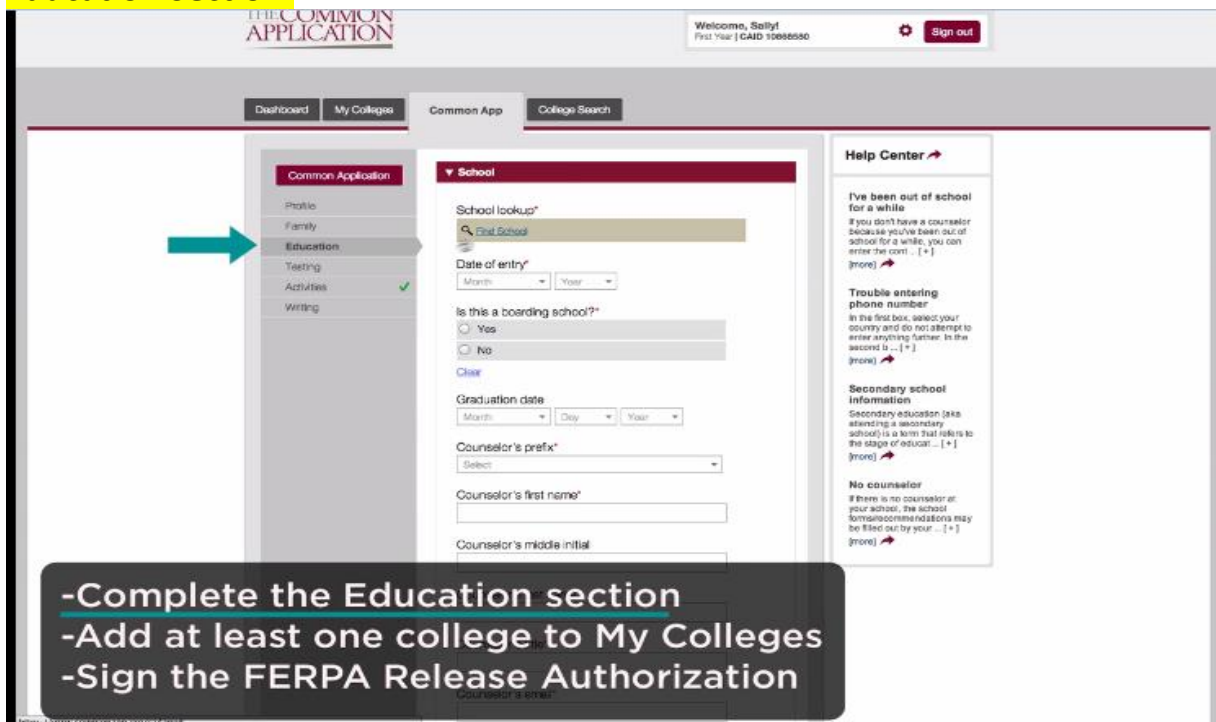 THE COMMON
APPLICATION
Welcome, Sally!
First Year | CAID 10666560
Sign out
Dashboard
My Colleges
Common App
College Search
Common Application
Profile
Family
Education
Testing
Activities
Writing
▼ School
School lookup*
Find School
Date of entry*
Month
Year
Is this a boarding school?*
Yes
No
Clear
Graduation date
Month
Day
Year
Counselor's prefix*
Select
Counselor's first name*
Counselor's middle initial
Counselor's email*
Help Center
I've been out of school
for a while
If you don't have a counselor
because you've been out of
school for a while, you can
enter the cont ... [ + ]
[more]
Trouble entering
phone number
In the first box, select your
country and do not attempt to
enter anything further. In the
second b ... [ + ]
[more]
Secondary school
information
Secondary education (aka
attending a secondary
school) is a term that refers to
the stage of educat ... [ + ]
[more]
No counselor
If there is no counselor at
your school, the school
forms/recommendations may
be filled out by your ... [ + ]
[more]
-Complete the Education section
-Add at least one college to My Colleges
-Sign the FERPA Release Authorization